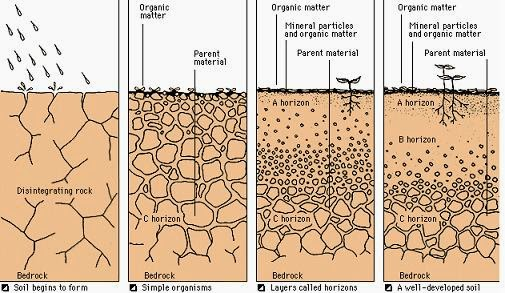 Disintegrating rock
Bedrock
Soil begins to form
Organic
matter
Parent
material
C horizon
Bedrock
Simple organisms
Organic matter
Mineral particles
and organic matter
Parent material
A horizon
C horizon
Bedrock
Layers called horizons
Organic matter
Mineral particles
and organic matter
Parent material
A horizon
B horizon
C horizon
Bedrock
A well-developed soil